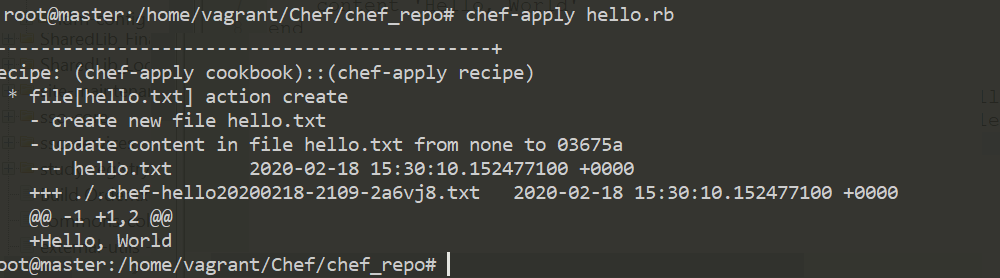 root@master:/home/vagrant/Chef/chef_repo# chef-apply hello.rb
-----------------------------------------------+
ecipe: (chef-apply cookbook)::(chef-apply recipe)
* file[hello.txt] action create
- create new file hello.txt
- update content in file hello.txt from none to 03675a
--- hello.txt 2020-02-18 15:30:10.152477100 +0000
+++ ./.chef-hello20200218-2109-2a6vj8.txt 2020-02-18 15:30:10.152477100 +0000
@@ -1 +1,2 @@
+Hello, World
oot@master:/home/vagrant/Chef/chef_repo#